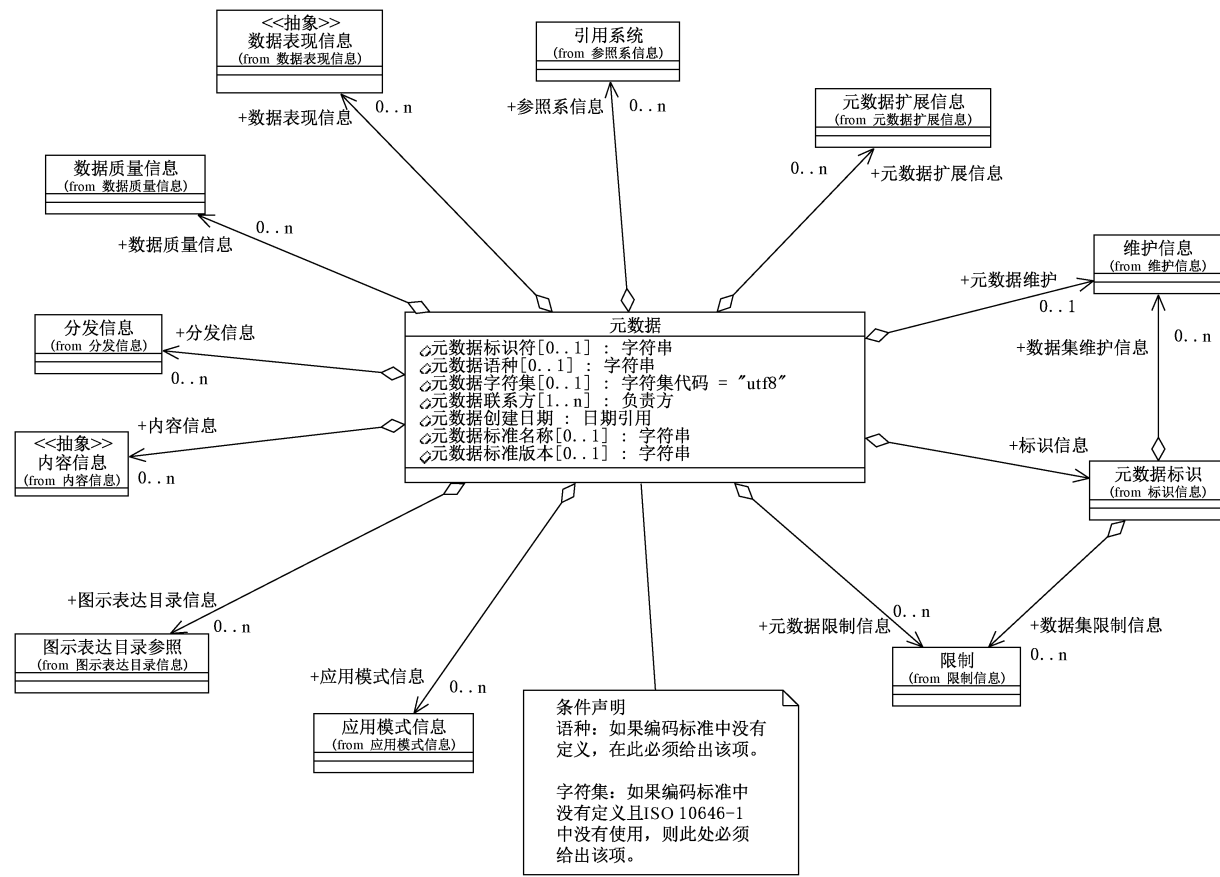 <<抽象>>
数据表现信息
(from 数据表现信息)
+数据表现信息
0..n
引用系统
(from 参照系信息)
+参照系信息
0..n
元数据扩展信息
(from 元数据扩展信息)
0..n
+元数据扩展信息
数据质量信息
(from 数据质量信息)
0..n
+数据质量信息
维护信息
(from 维护信息)
+元数据维护
0..1
0..n
+数据集维护信息
分发信息
(from 分发信息)
+分发信息
0..n
元数据
元数据标识符[0..1] : 字符串
元数据语种[0..1] : 字符串
元数据字符集[0..1] : 字符集代码 = "utf8"
元数据联系方[1..n] : 负责方
元数据创建日期 : 日期引用
元数据标准名称[0..1] : 字符串
元数据标准版本[0..1] : 字符串
+内容信息
<<抽象>>
内容信息
(from 内容信息)
0..n
+标识信息
元数据标识
(from 标识信息)
+图示表达目录信息
0..n
图示表达目录参照
(from 图示表达目录信息)
+应用模式信息
0..n
应用模式信息
(from 应用模式信息)
0..n
+元数据限制信息
+数据集限制信息
0..n
限制
(from 限制信息)
条件声明
语种：如果编码标准中没有
定义，在此必须给出该项。
字符集：如果编码标准中
没有定义且ISO 10646-1
中没有使用，则此处必须
给出该项。